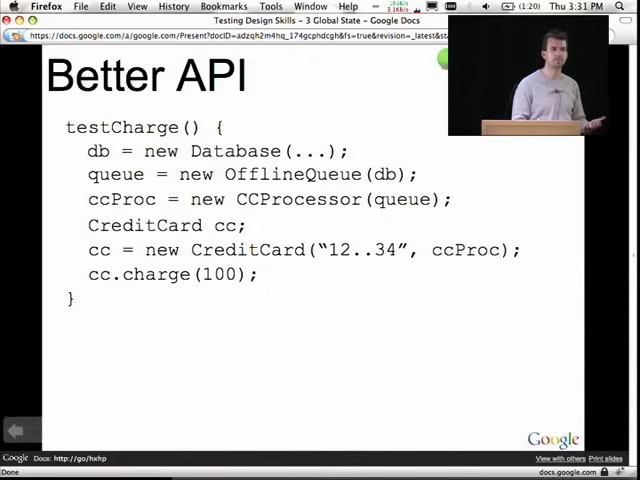 Firefox File Edit View History Bookmarks Tools Window Help (1:20) Thu 3:31 PM
Testing Design Skills - 3 Global State - Google Docs
Better API
testCharge() {
db = new Database(...);
queue = new OfflineQueue(db);
ccProc = new CCProcessor(queue);
CreditCard cc;
cc = new CreditCard(“12..34”, ccProc);
cc.charge(100);
}
Google
Docs: http://go/hxhp
View with others Print slides
Done
docs.google.com